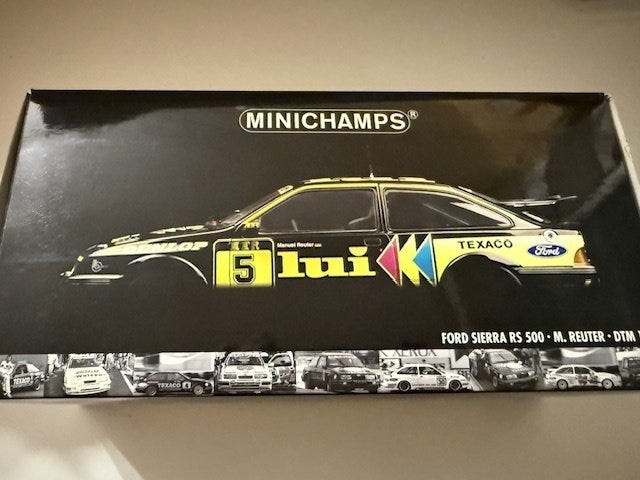 MINICHAMPS®
DUNLOP
5
Manuel Reuter
lui
TEXACO
Ford
FORD SIERRA RS 500 · M. REUTER · DTM
TEXACO